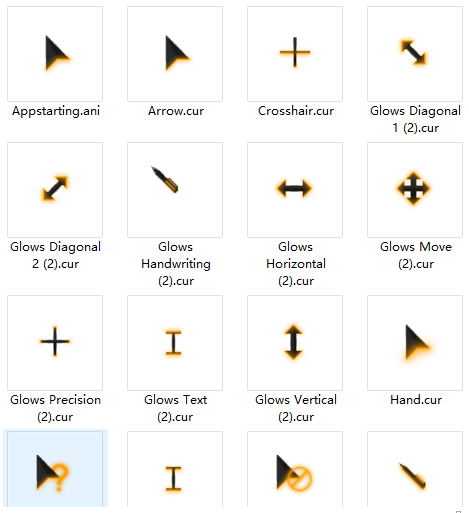 Appstarting.ani
Arrow.cur
Crosshair.cur
Glows Diagonal
1 (2).cur
Glows Diagonal
2 (2).cur
Glows
Handwriting
(2).cur
Glows
Horizontal
(2).cur
Glows Move
(2).cur
Glows Precision
(2).cur
Glows Text
(2).cur
Glows Vertical
(2).cur
Hand.cur